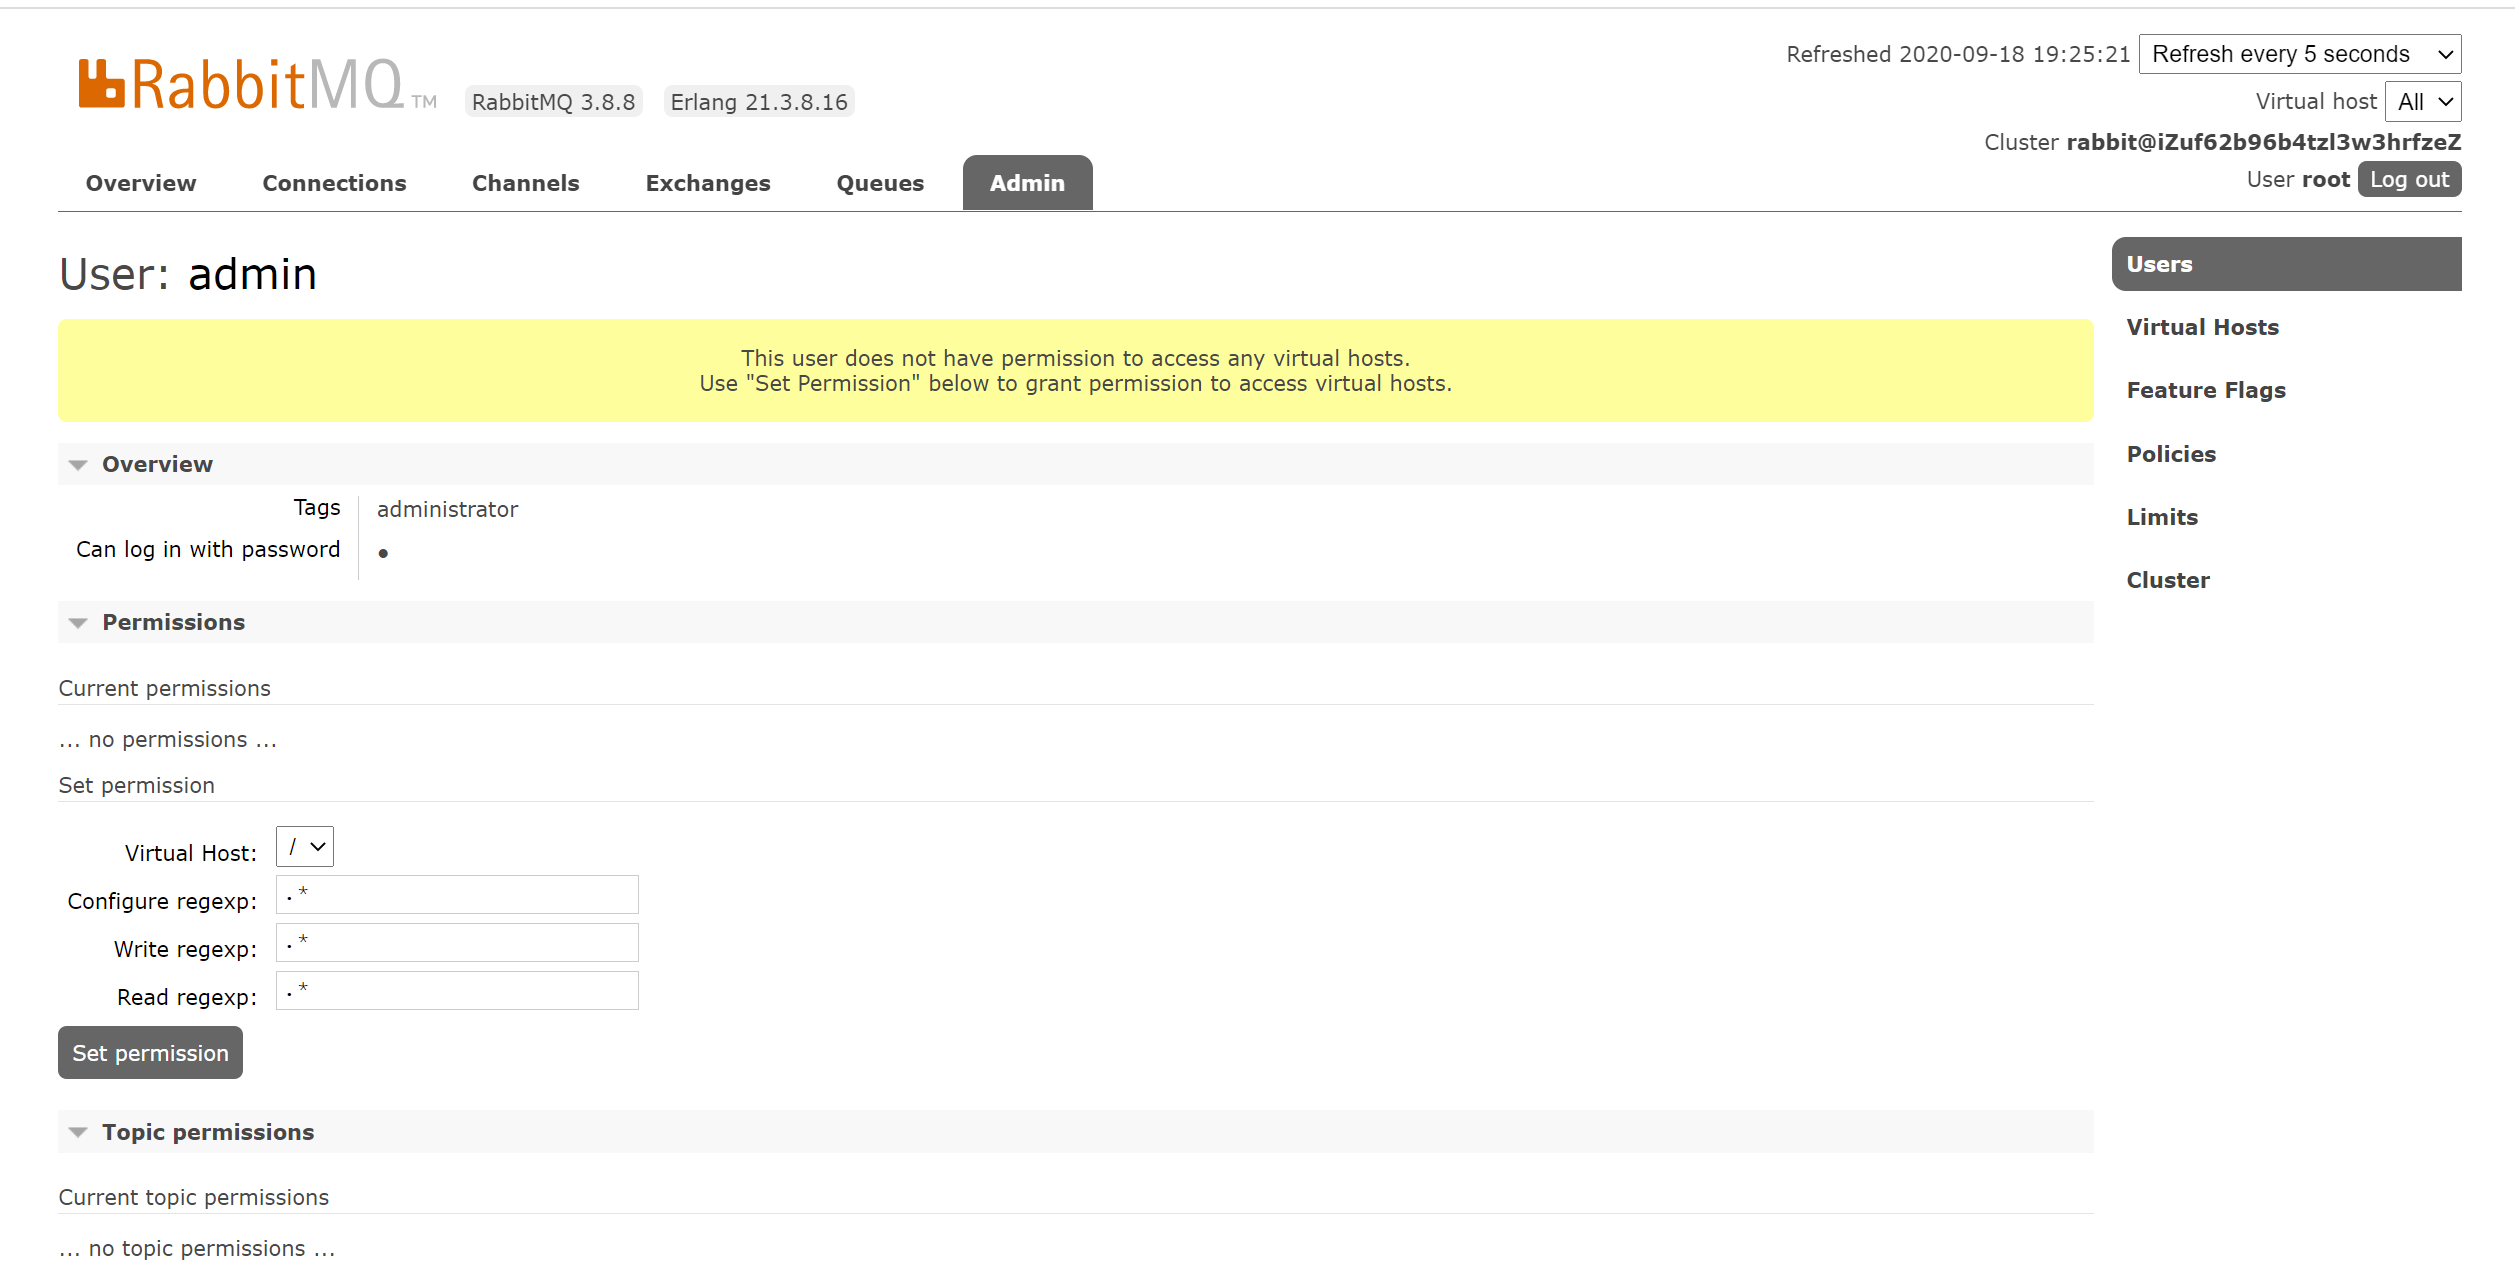 RabbitMQ TM
RabbitMQ 3.8.8 Erlang 21.3.8.16
Refreshed 2020-09-18 19:25:21 Refresh every 5 seconds
Virtual host All
Cluster rabbit@iZuf62b96b4tzl3w3hrfzeZ
User root Log out
Overview Connections Channels Exchanges Queues Admin
User: admin
This user does not have permission to access any virtual hosts.
Use "Set Permission" below to grant permission to access virtual hosts.
Overview
Tags administrator
Can log in with password ●
Permissions
Current permissions
... no permissions ...
Set permission
Virtual Host: /
Configure regexp: .*
Write regexp: .*
Read regexp: .*
Set permission
Topic permissions
Current topic permissions
... no topic permissions ...
Users
Virtual Hosts
Feature Flags
Policies
Limits
Cluster